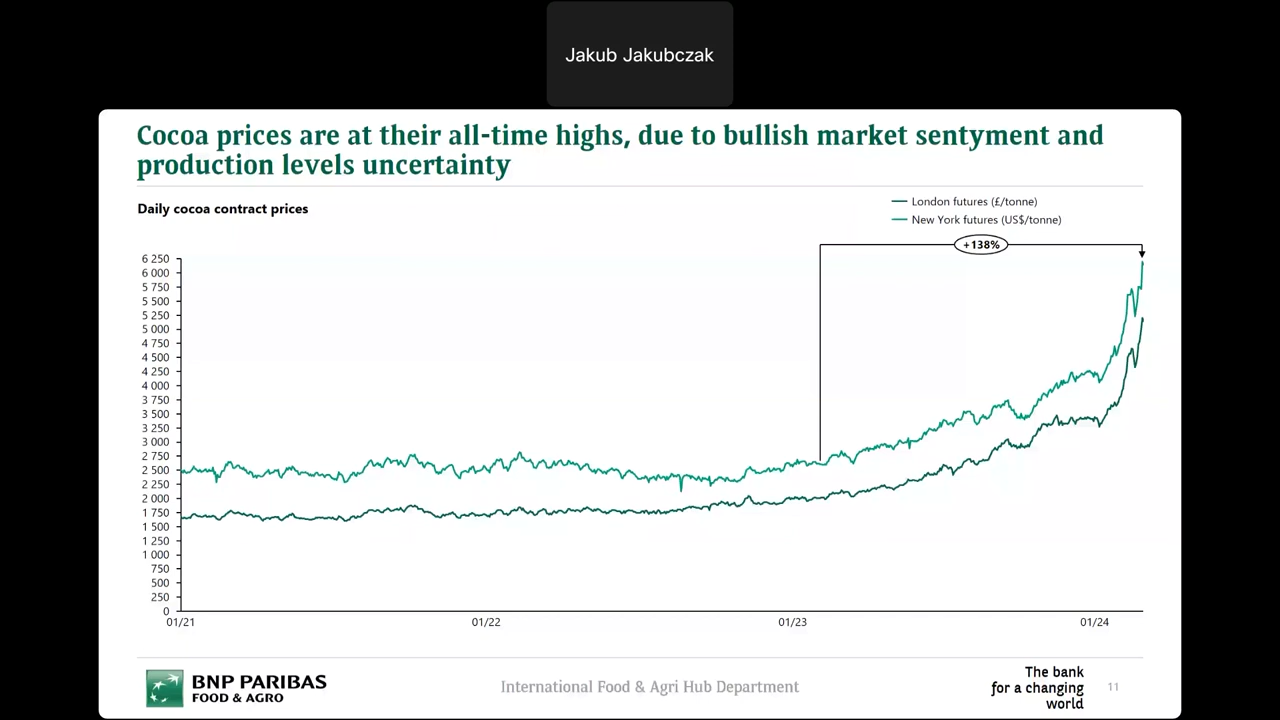 Jakub Jakubczak
Cocoa prices are at their all-time highs, due to bullish market sentyment and
production levels uncertainty
Daily cocoa contract prices
London futures (£/tonne)
New York futures (US$/tonne)
+138%
6 250
6 000
5 750
5 500
5 250
5 000
4 750
4 500
4 250
4 000
3 750
3 500
3 250
3 000
2 750
2 500
2 250
2 000
1 750
1 500
1 250
1 000
750
500
250
0
01/21 01/22 01/23 01/24
BNP PARIBAS
FOOD & AGRO
International Food & Agri Hub Department
The bank
for a changing
world
11